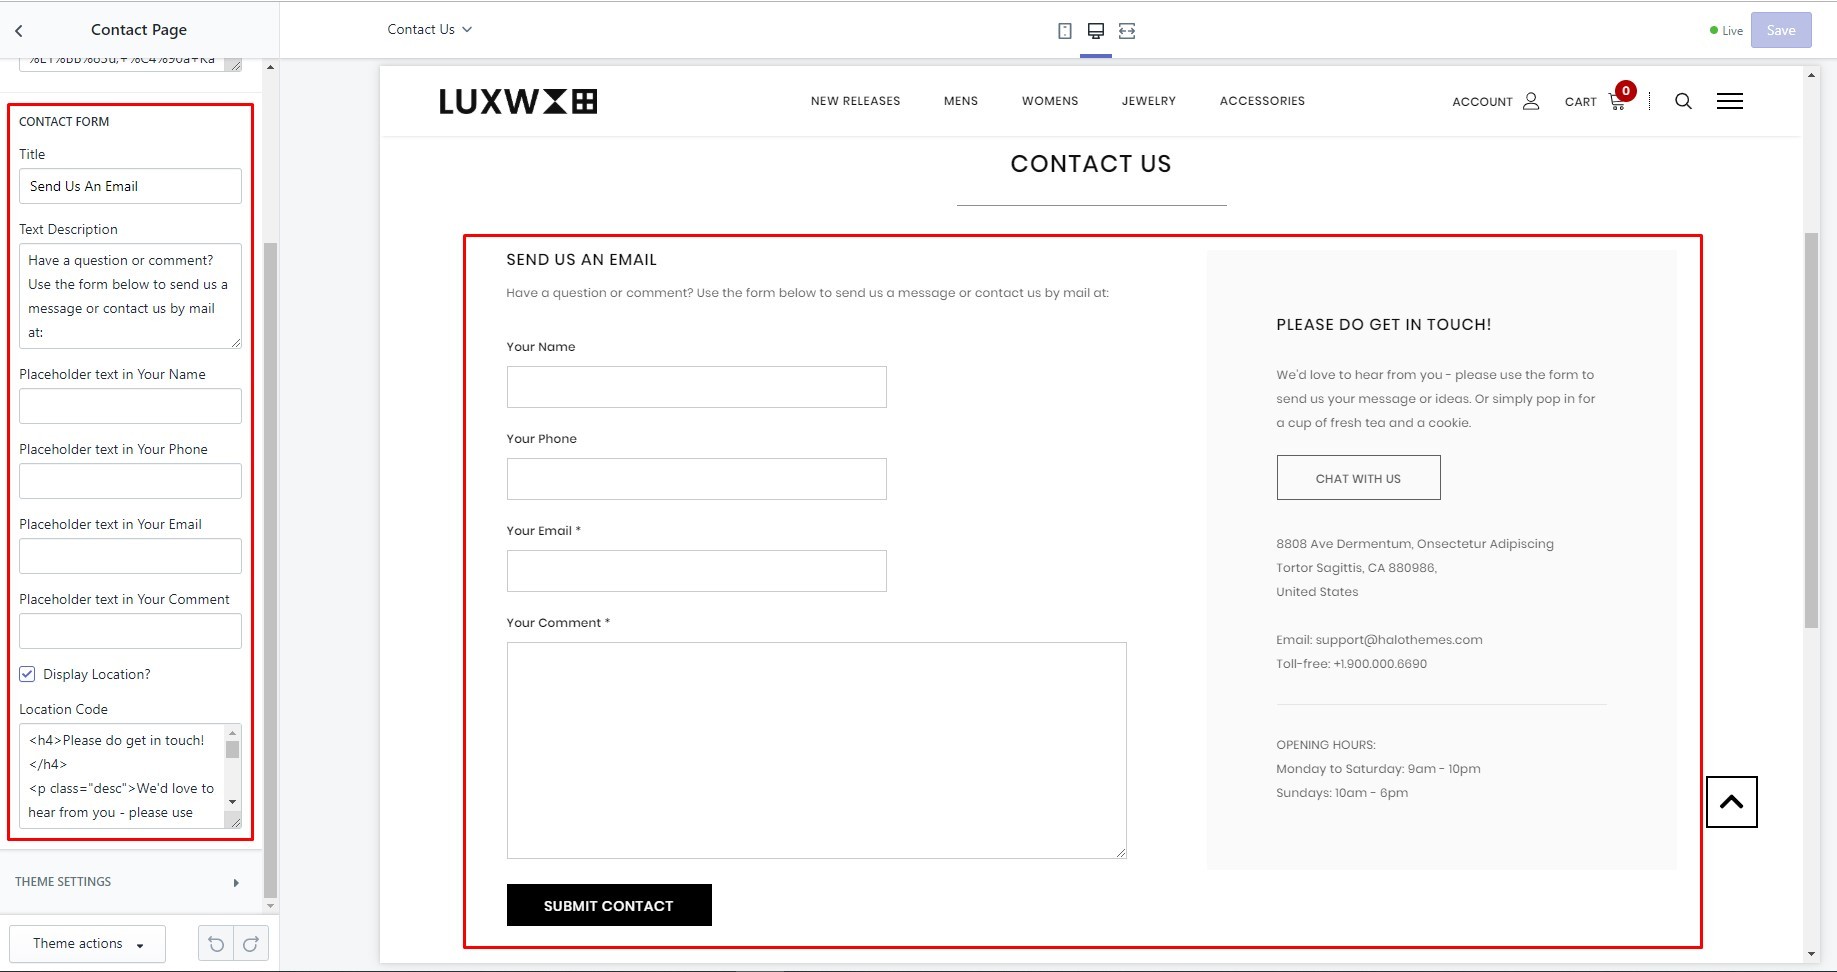 Contact Page
Contact Us
Live
Save
CONTACT FORM
Title
Send Us An Email
Text Description
Have a question or comment?
Use the form below to send us a
message or contact us by mail
at:
Placeholder text in Your Name
Placeholder text in Your Phone
Placeholder text in Your Email
Placeholder text in Your Comment
Display Location?
Location Code
<h4>Please do get in touch!
</h4>
<p class="desc">We'd love to
hear from you - please use
THEME SETTINGS
Theme actions
LUXW
NEW RELEASES MENS WOMENS JEWELRY ACCESSORIES
ACCOUNT CART 0
CONTACT US
SEND US AN EMAIL
Have a question or comment? Use the form below to send us a message or contact us by mail at:
Your Name
Your Phone
Your Email *
Your Comment *
SUBMIT CONTACT
PLEASE DO GET IN TOUCH!
We'd love to hear from you - please use the form to
send us your message or ideas. Or simply pop in for
a cup of fresh tea and a cookie.
CHAT WITH US
8808 Ave Dermentum, Onsectetur Adipiscing
Tortor Sagittis, CA 880986,
United States
Email: support@halothemes.com
Toll-free: +1.900.000.6690
OPENING HOURS:
Monday to Saturday: 9am - 10pm
Sundays: 10am - 6pm